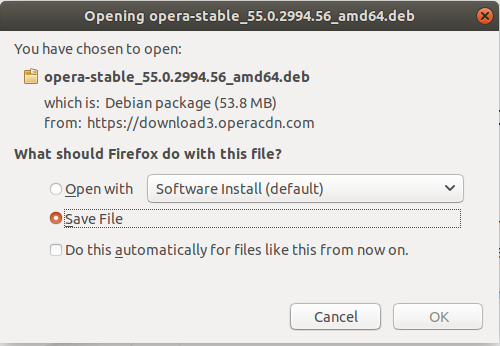 Opening opera-stable_55.0.2994.56_amd64.deb
You have chosen to open:
opera-stable_55.0.2994.56_amd64.deb
which is: Debian package (53.8 MB)
from: https://download3.operacdn.com
What should Firefox do with this file?
Open with Software Install (default)
Save File
Do this automatically for files like this from now on.
Cancel OK